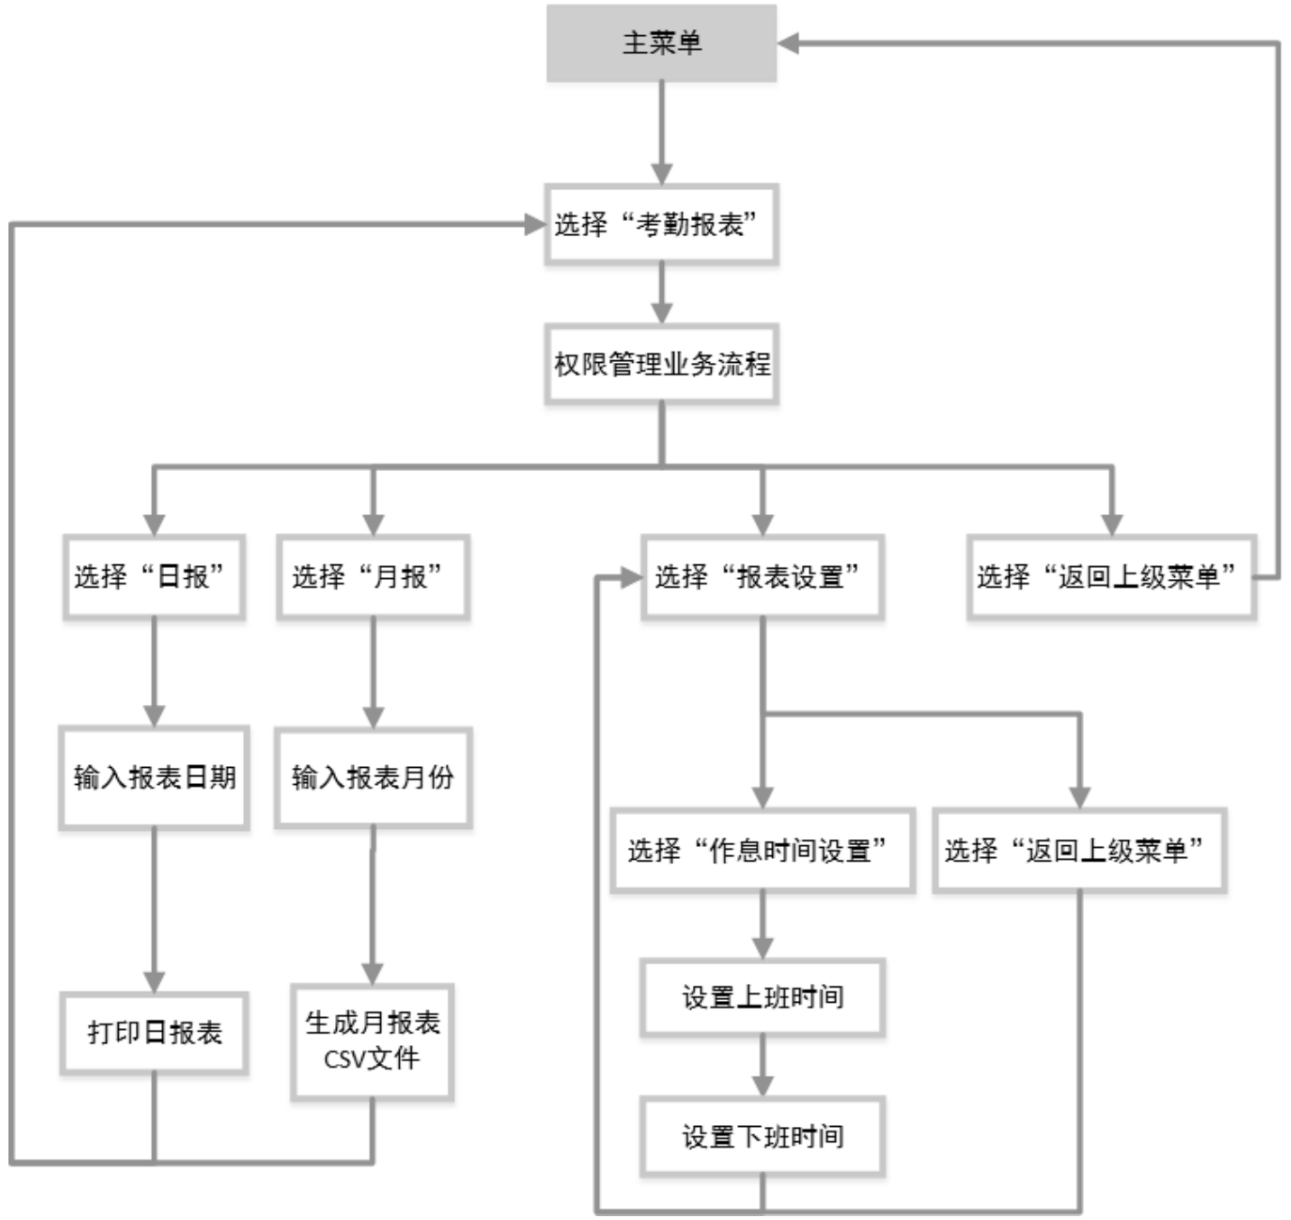 主菜单
选择“考勤报表”
权限管理业务流程
选择“日报”
选择“月报”
选择“报表设置”
选择“返回上级菜单”
输入报表日期
输入报表月份
选择“作息时间设置”
选择“返回上级菜单”
设置上班时间
打印日报表
生成月报表
CSV文件
设置下班时间